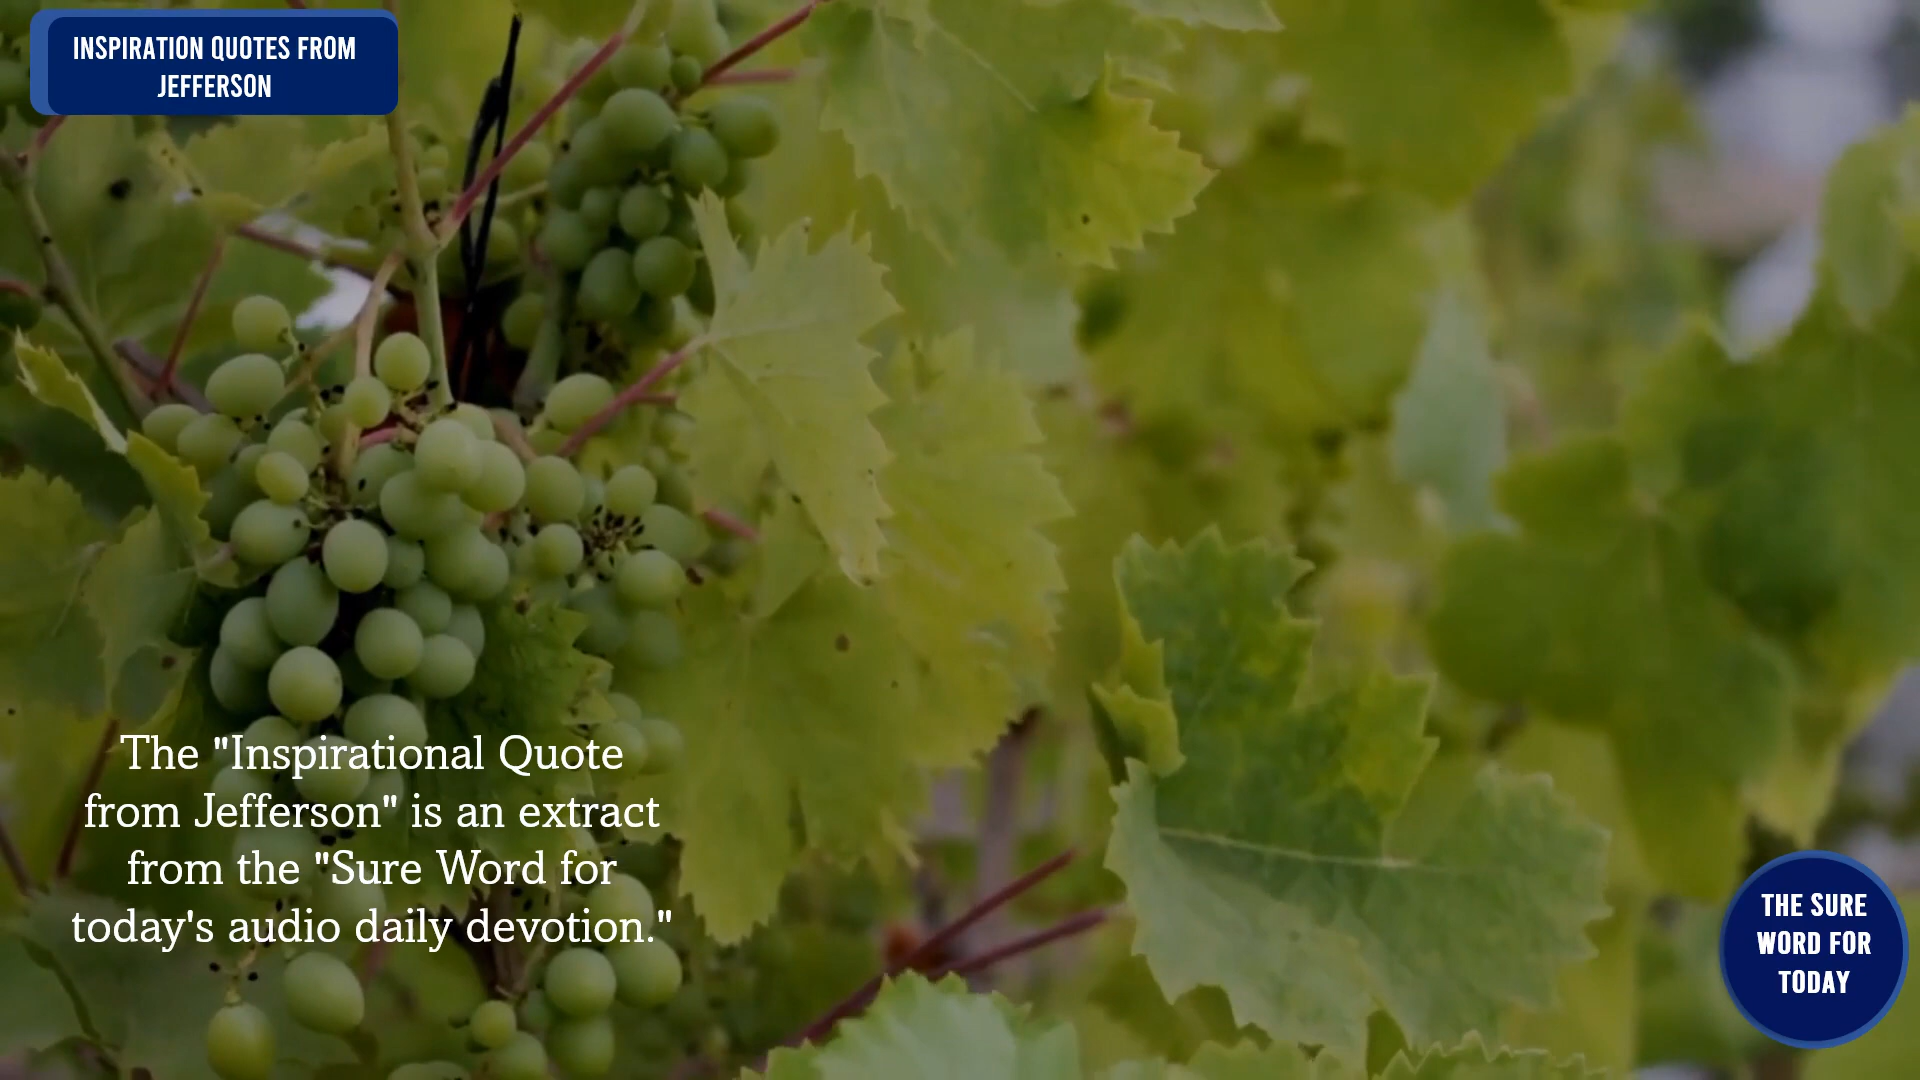 INSPIRATION QUOTES FROM
JEFFERSON
The "Inspirational Quote
from Jefferson" is an extract
from the "Sure Word for
today's audio daily devotion."
THE SURE
WORD FOR
TODAY